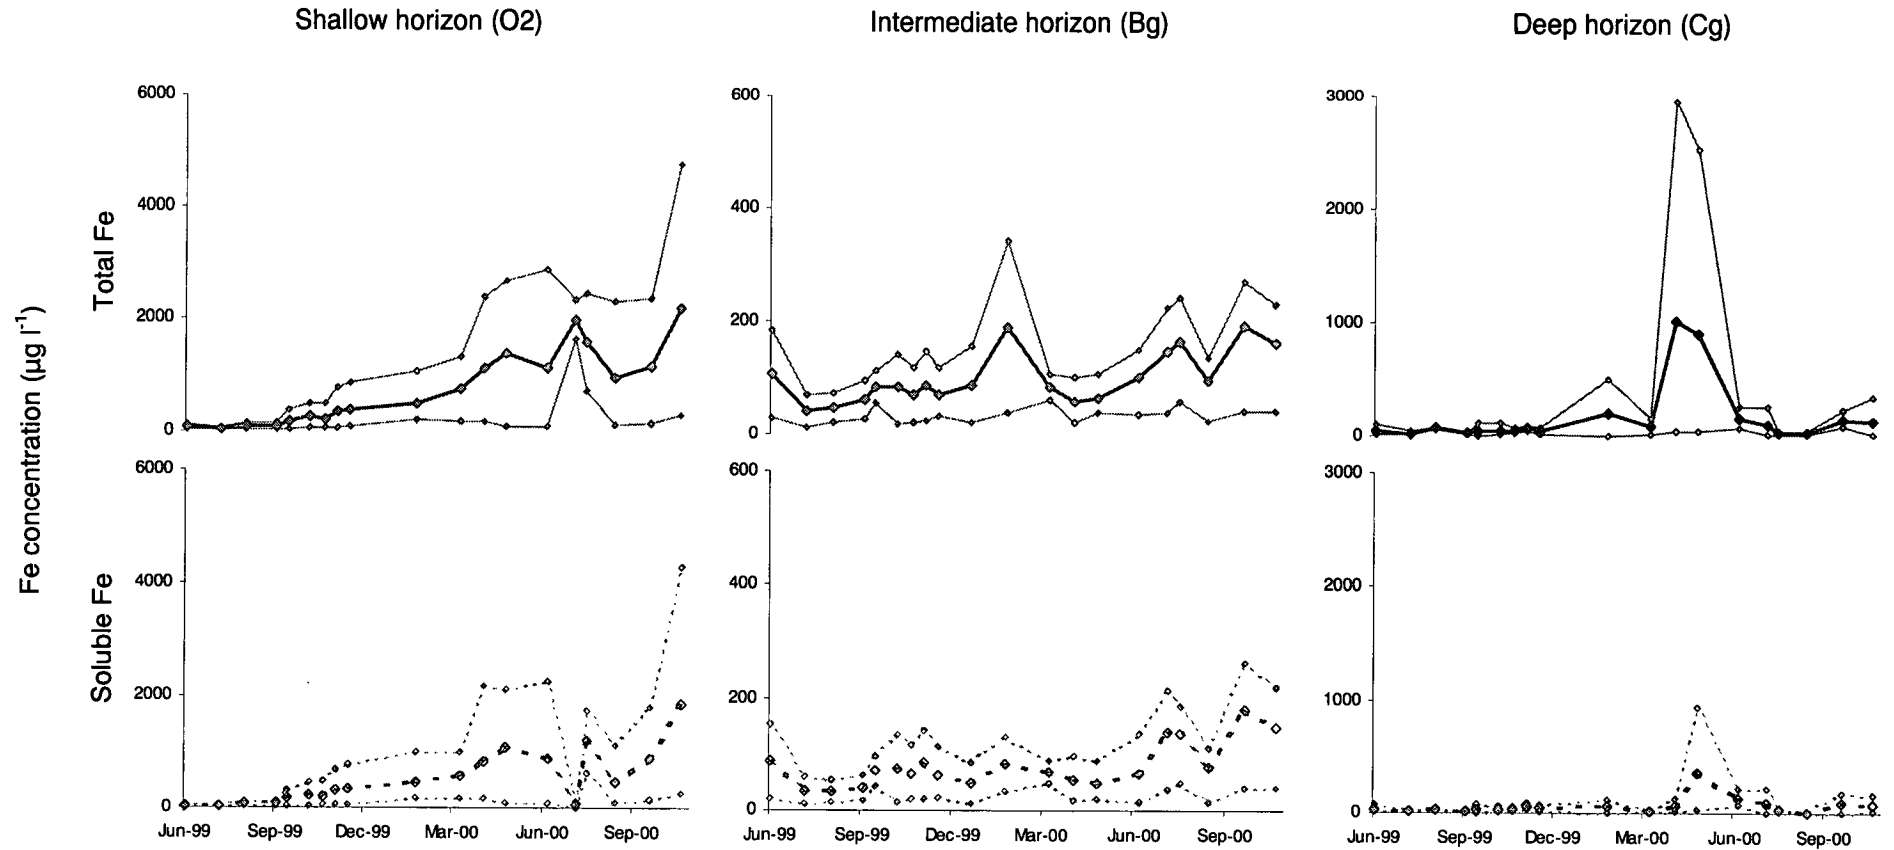 Shallow horizon (O2)
Intermediate horizon (Bg)
Deep horizon (Cg)
Fe concentration (µg l⁻¹)
Total Fe
6000
4000
2000
0
600
400
200
0
3000
2000
1000
0
Soluble Fe
6000
4000
2000
0
Jun-99 Sep-99 Dec-99 Mar-00 Jun-00 Sep-00
600
400
200
0
Jun-99 Sep-99 Dec-99 Mar-00 Jun-00 Sep-00
3000
2000
1000
0
Jun-99 Sep-99 Dec-99 Mar-00 Jun-00 Sep-00